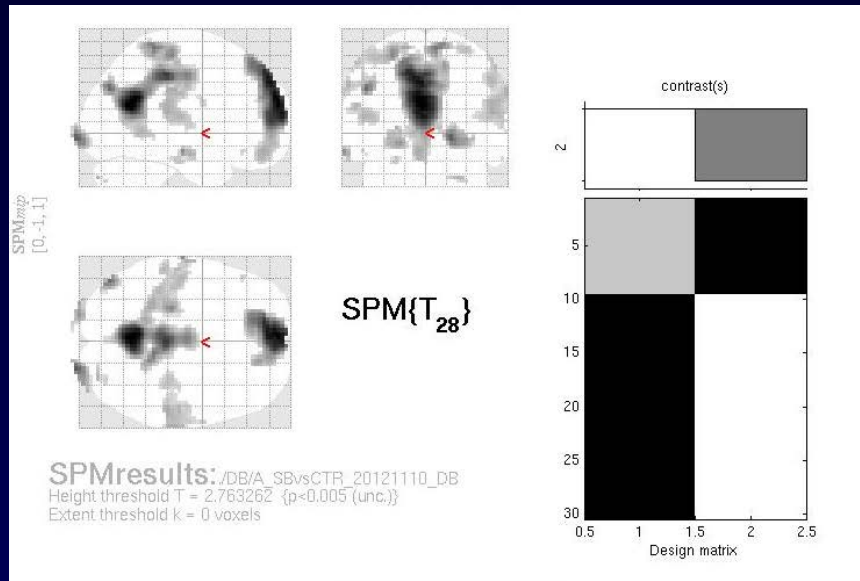 SPMmip
[0, -1, 1]
<
<
<
SPM{T28}
SPMresults: ./DB/A_SBvsCTR_20121110_DB
Height threshold T = 2.763262 {p<0.005 (unc.)}
Extent threshold k = 0 voxels
contrast(s)
2
5
10
15
20
25
30
0.5 1 1.5 2 2.5
Design matrix